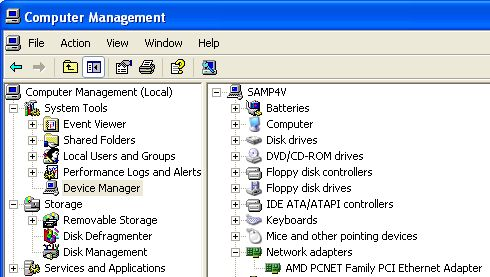 Computer Management
File Action View Window Help
Computer Management (Local)
System Tools
Event Viewer
Shared Folders
Local Users and Groups
Performance Logs and Alerts
Device Manager
Storage
Removable Storage
Disk Defragmenter
Disk Management
Services and Applications
SAMP4V
Batteries
Computer
Disk drives
DVD/CD-ROM drives
Floppy disk controllers
Floppy disk drives
IDE ATA/ATAPI controllers
Keyboards
Mice and other pointing devices
Network adapters
AMD PCNET Family PCI Ethernet Adapter